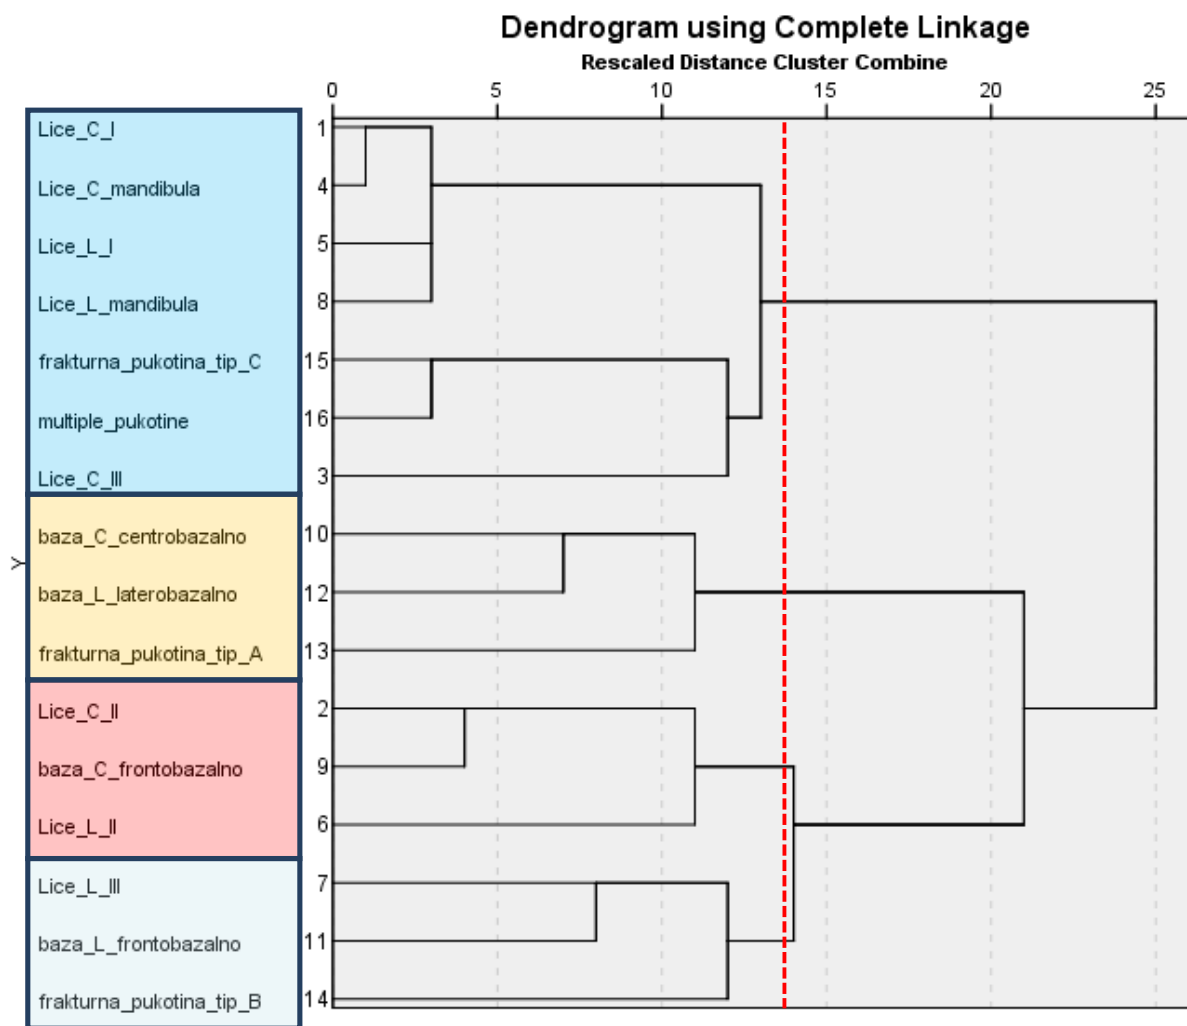 Dendrogram using Complete Linkage
Rescaled Distance Cluster Combine
0 5 10 15 20 25
Lice_C_I 1
Lice_C_mandibula 4
Lice_L_I 5
Lice_L_mandibula 8
frakturna_pukotina_tip_C 15
multiple_pukotine 16
Lice_C_III 3
baza_C_centrobazalno 10
Y
baza_L_laterobazalno 12
frakturna_pukotina_tip_A 13
Lice_C_II 2
baza_C_frontobazalno 9
Lice_L_II 6
Lice_L_III 7
baza_L_frontobazalno 11
frakturna_pukotina_tip_B 14